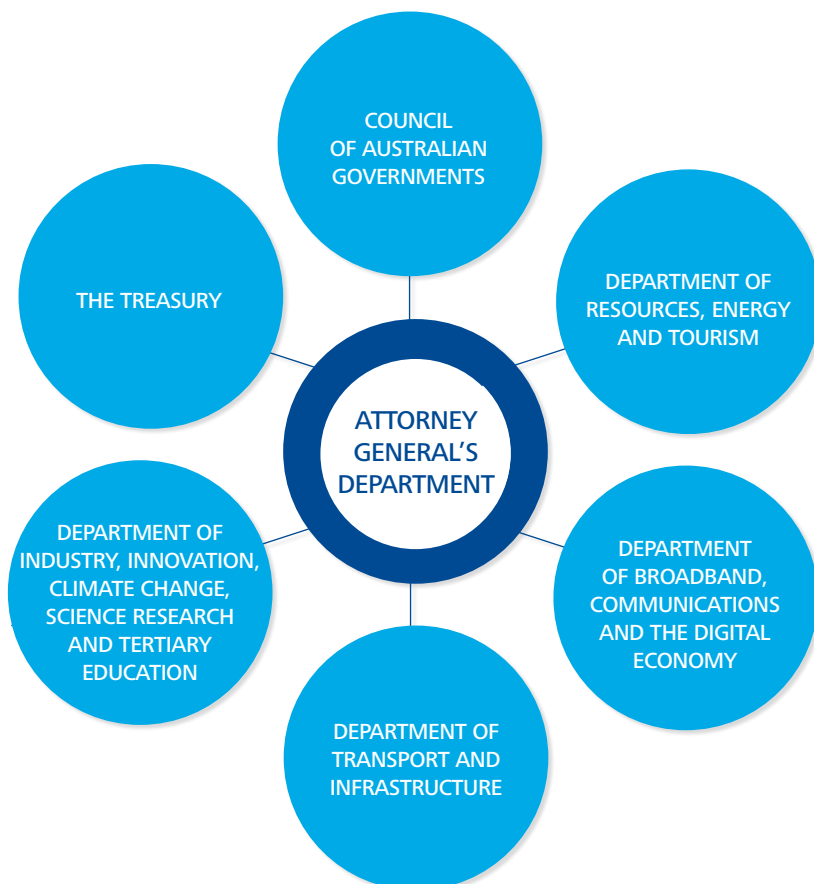 COUNCIL
OF AUSTRALIAN
GOVERNMENTS
THE TREASURY
DEPARTMENT OF
RESOURCES, ENERGY
AND TOURISM
ATTORNEY
GENERAL'S
DEPARTMENT
DEPARTMENT OF
INDUSTRY, INNOVATION,
CLIMATE CHANGE,
SCIENCE RESEARCH
AND TERTIARY
EDUCATION
DEPARTMENT
OF BROADBAND,
COMMUNICATIONS
AND THE DIGITAL
ECONOMY
DEPARTMENT OF
TRANSPORT AND
INFRASTRUCTURE